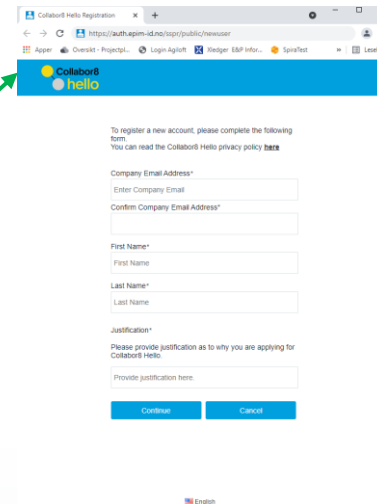 Collabor8 Hello Registration
https://auth.epim-id.no/sspr/public/newuser
Apper
Oversikt - Projectpl...
Login Agiloft
Xledger E&P Infor...
SpiraTest
»
Lesel
Collabor8
hello
To register a new account, please complete the following
form.
You can read the Collabor8 Hello privacy policy here
Company Email Address*
Enter Company Email
Confirm Company Email Address*
First Name*
First Name
Last Name*
Last Name
Justification*
Please provide justification as to why you are applying for
Collabor8 Hello.
Provide justification here.
Continue
Cancel
English